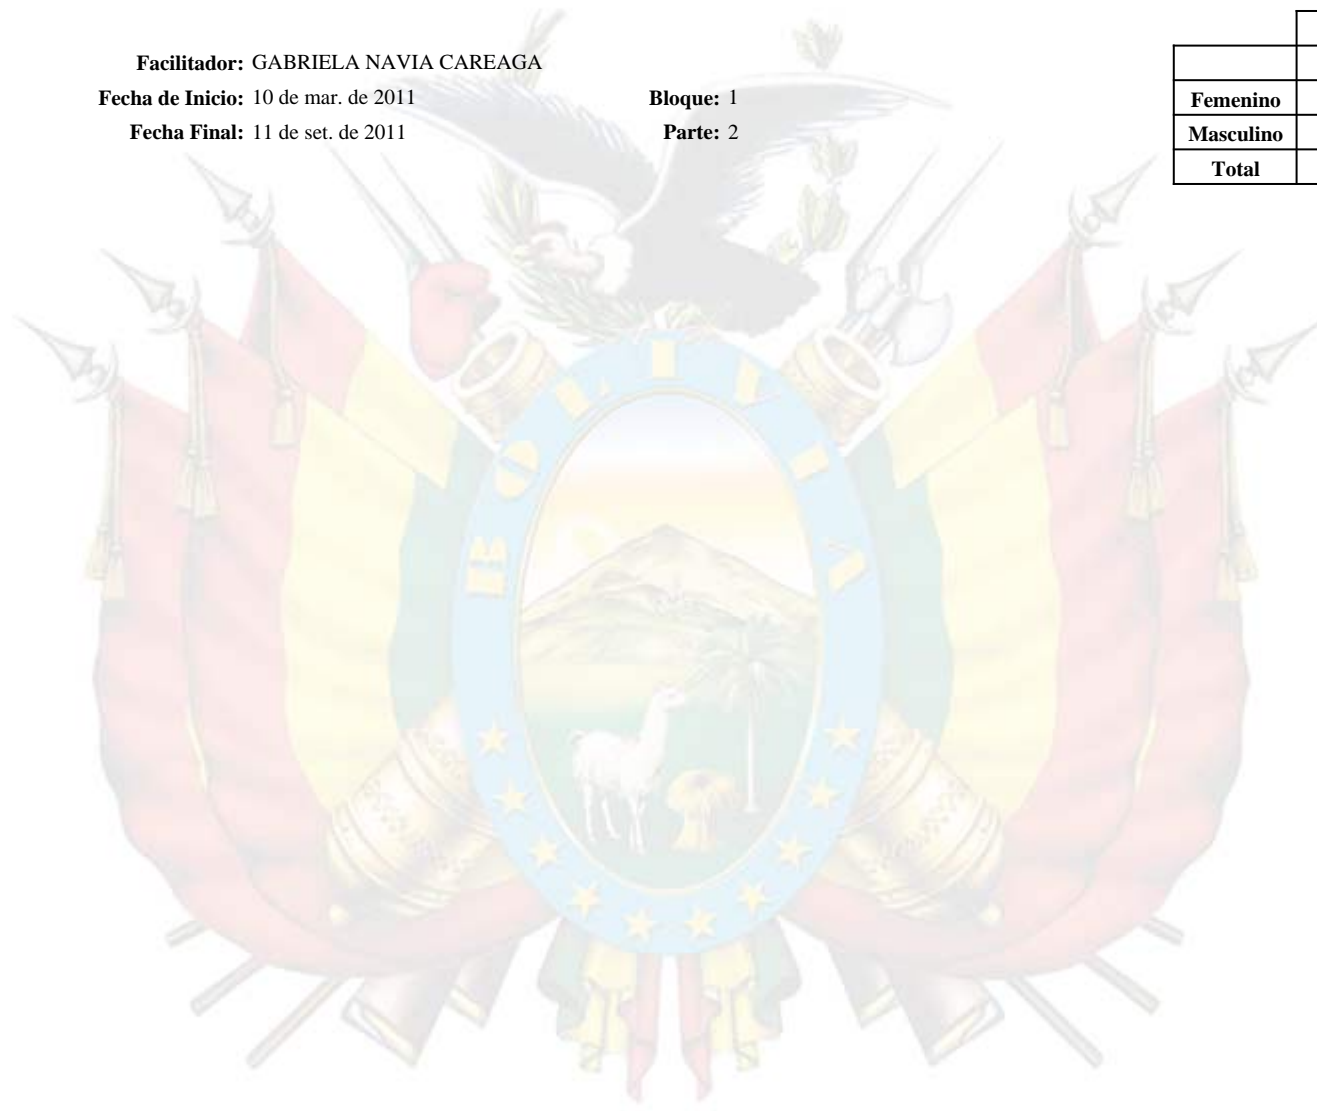 Facilitador: GABRIELA NAVIA CAREAGA
Fecha de Inicio: 10 de mar. de 2011 Bloque: 1
Fecha Final: 11 de set. de 2011 Parte: 2
Femenino
Masculino
Total
BOLIVIA